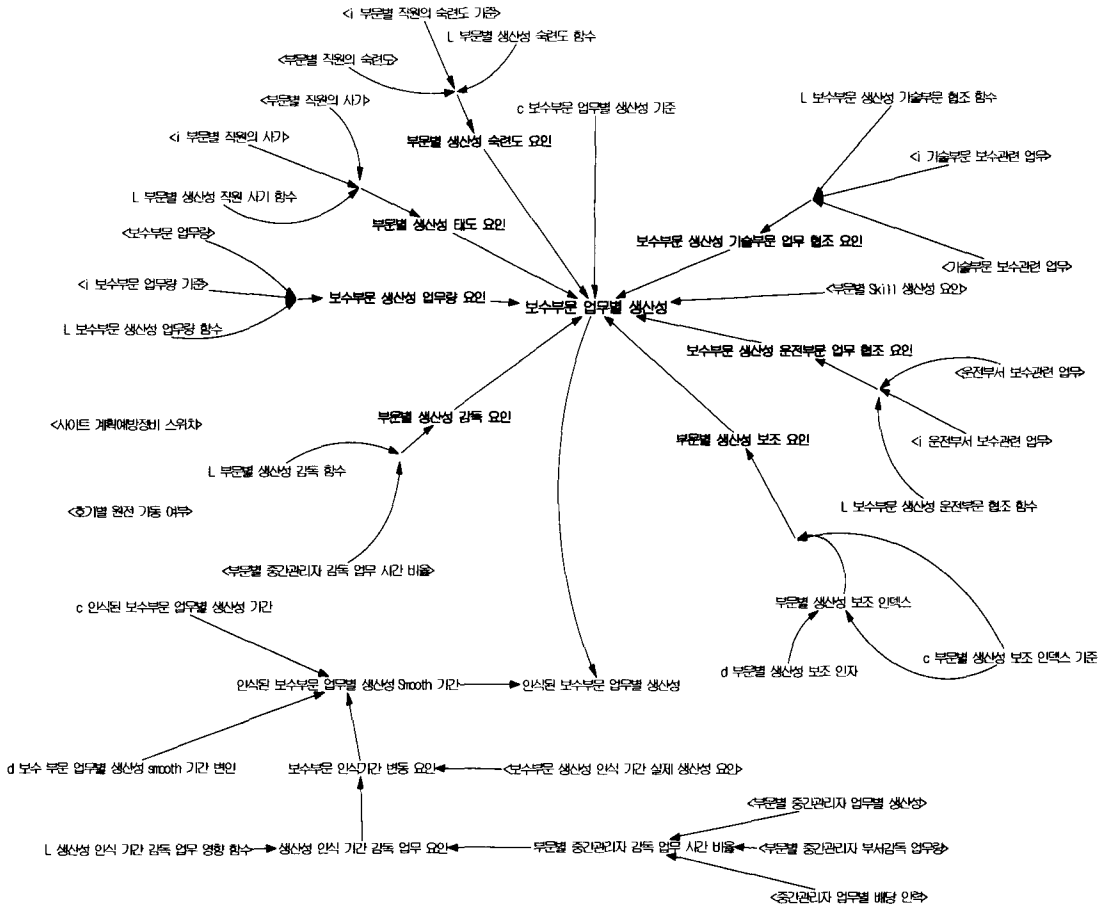 <i 부문별 직원의 숙련도 기준>
L 부문별 생산성 숙련도 함수
<부문별 직원의 숙련도>
<부문별 직원의 사기>
c 보수부문 업무별 생산성 기준
L 보수부문 생산성 기술부문 협조 함수
<i 부문별 직원의 사기>
부문별 생산성 숙련도 요인
<i 기술부문 보수관련 업무>
L 부문별 생산성 직원 사기 함수
부문별 생산성 태도 요인
<보수부문 업무량>
보수부문 생산성 기술부문 업무 협조 요인
<기술부문 보수관련 업무>
<i 보수부문 업무량 기준>
보수부문 생산성 업무량 요인
<부문별 Skill 생산성 요인>
보수부문 업무별 생산성
L 보수부문 생산성 업무량 함수
보수부문 생산성 운전부문 업무 협조 요인
<운전부서 보수관련 업무>
부문별 생산성 감독 요인
<사이트 계획예방정비 스위치>
부문별 생산성 보조 요인
<i 운전부서 보수관련 업무>
L 부문별 생산성 감독 함수
L 보수부문 생산성 운전부문 협조 함수
<호기별 원전 가동 여부>
<부문별 중간관리자 감독 업무 시간 비율>
c 인식된 보수부문 업무별 생산성 기간
부문별 생산성 보조 인덱스
c 부문별 생산성 보조 인덱스 기준
d 부문별 생산성 보조 인자
인식된 보수부문 업무별 생산성 Smooth 기간
인식된 보수부문 업무별 생산성
d 보수 부문 업무별 생산성 smooth 기간 변인
보수부문 인식기간 변동 요인
<보수부문 생산성 인식 기간 실제 생산성 요인>
<부문별 중간관리자 업무별 생산성>
L 생산성 인식 기간 감독 업무 영향 함수
생산성 인식 기간 감독 업무 요인
부문별 중간관리자 감독 업무 시간 비율
<부문별 중간관리자 부서감독 업무량>
<중간관리자 업무별 배당 인력>